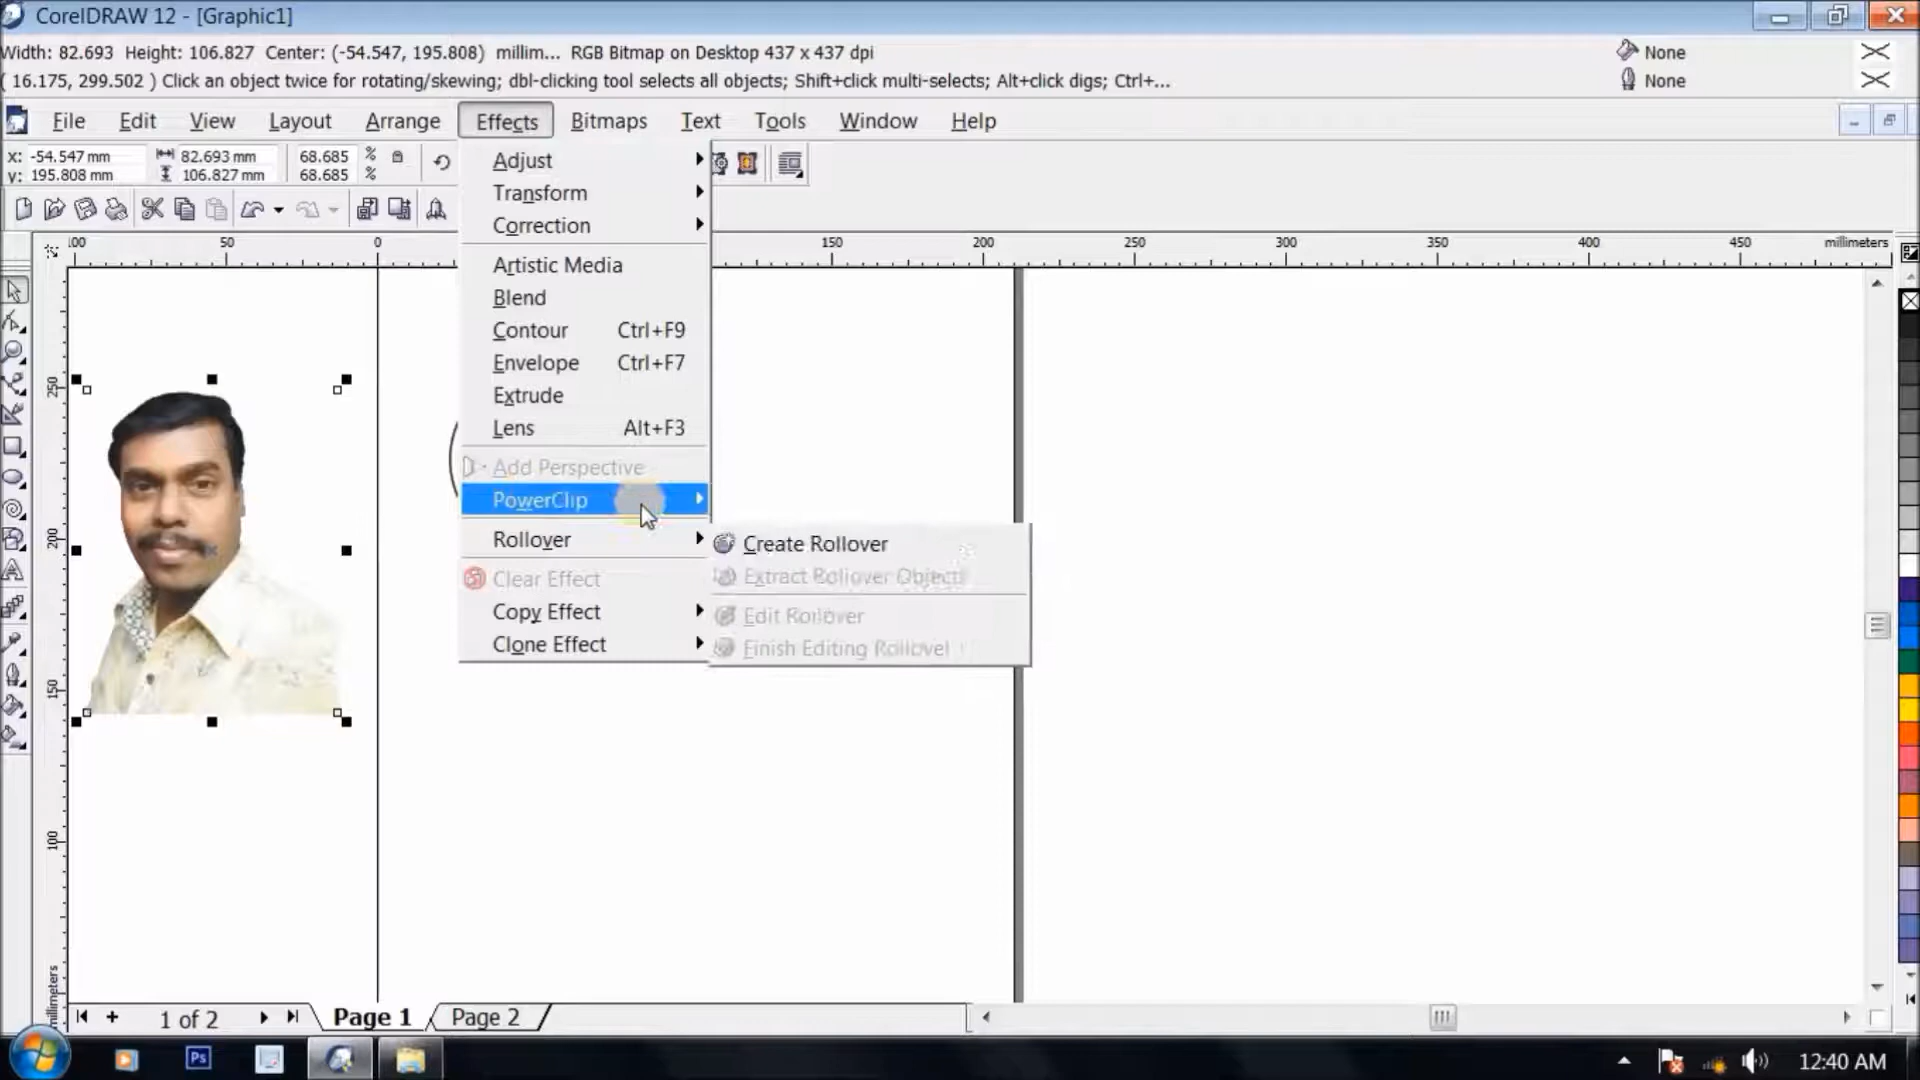 CorelDRAW 12 - [Graphic1]
Width: 82.693 Height: 106.827 Center: (-54.547, 195.808) millim... RGB Bitmap on Desktop 437 x 437 dpi
None
( 16.175, 299.502 ) Click an object twice for rotating/skewing; dbl-clicking tool selects all objects; Shift+click multi-selects; Alt+click digs; Ctrl+...
None
File Edit View Layout Arrange Effects Bitmaps Text Tools Window Help
x: -54.547 mm 82.693 mm 68.685 %
y: 195.808 mm 106.827 mm 68.685 %
Adjust
Transform
Correction
100 50 0 150 200 250 300 350 400 450 millimeters
Artistic Media
Blend
Contour Ctrl+F9
Envelope Ctrl+F7
250
Extrude
Lens Alt+F3
Add Perspective
PowerClip
200
Rollover
Create Rollover
Clear Effect
Extract Rollover Objects
Copy Effect
Edit Rollover
Clone Effect
Finish Editing Rollover
150
100
millimeters
1 of 2 Page 1 Page 2
Ps
12:40 AM